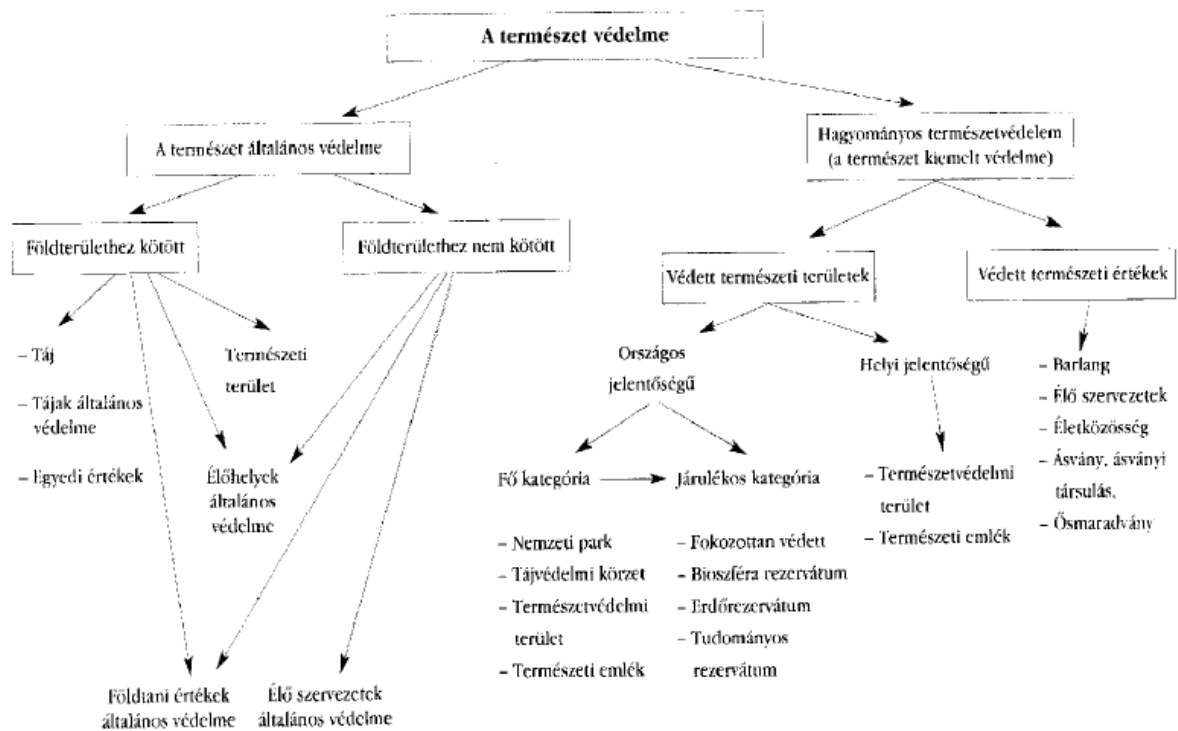 A természet védelme
A természet általános védelme
Hagyományos természetvédelem
(a természet kiemelt védelme)
Földterülethez kötött
Földterülethez nem kötött
Védett természeti területek
Védett természeti értékek
– Táj
– Tájak általános
védelme
– Egyedi értékek
Természeti
terület
Élőhelyek
általános
védelme
Földtani értékek
általános védelme
Élő szervezetek
általános védelme
Országos
jelentőségű
Helyi jelentőségű
Fő kategória
Járulékos kategória
– Nemzeti park
– Tájvédelmi körzet
– Természetvédelmi
terület
– Természeti emlék
– Fokozottan védett
– Bioszféra rezervátum
– Erdőrezervátum
– Tudományos
rezervátum
– Természetvédelmi
terület
– Természeti emlék
– Barlang
– Élő szervezetek
– Életközösség
– Ásvány, ásványi
társulás,
– Ősmaradvány